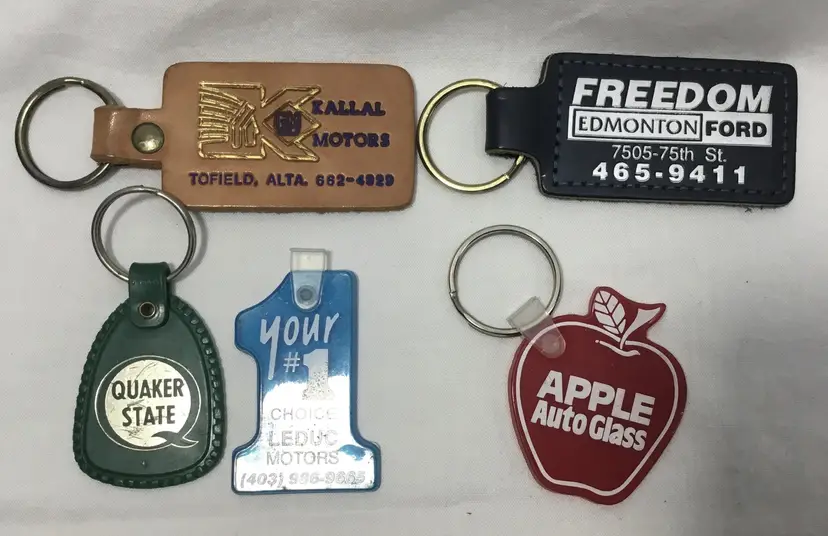 KALLAL
MOTORS
TOFIELD, ALTA. 662-4929
FREEDOM
EDMONTON FORD
7505-75th St.
465-9411
QUAKER
STATE
your
#1
CHOICE
LEDUC
MOTORS
(403)
APPLE
Auto Glass